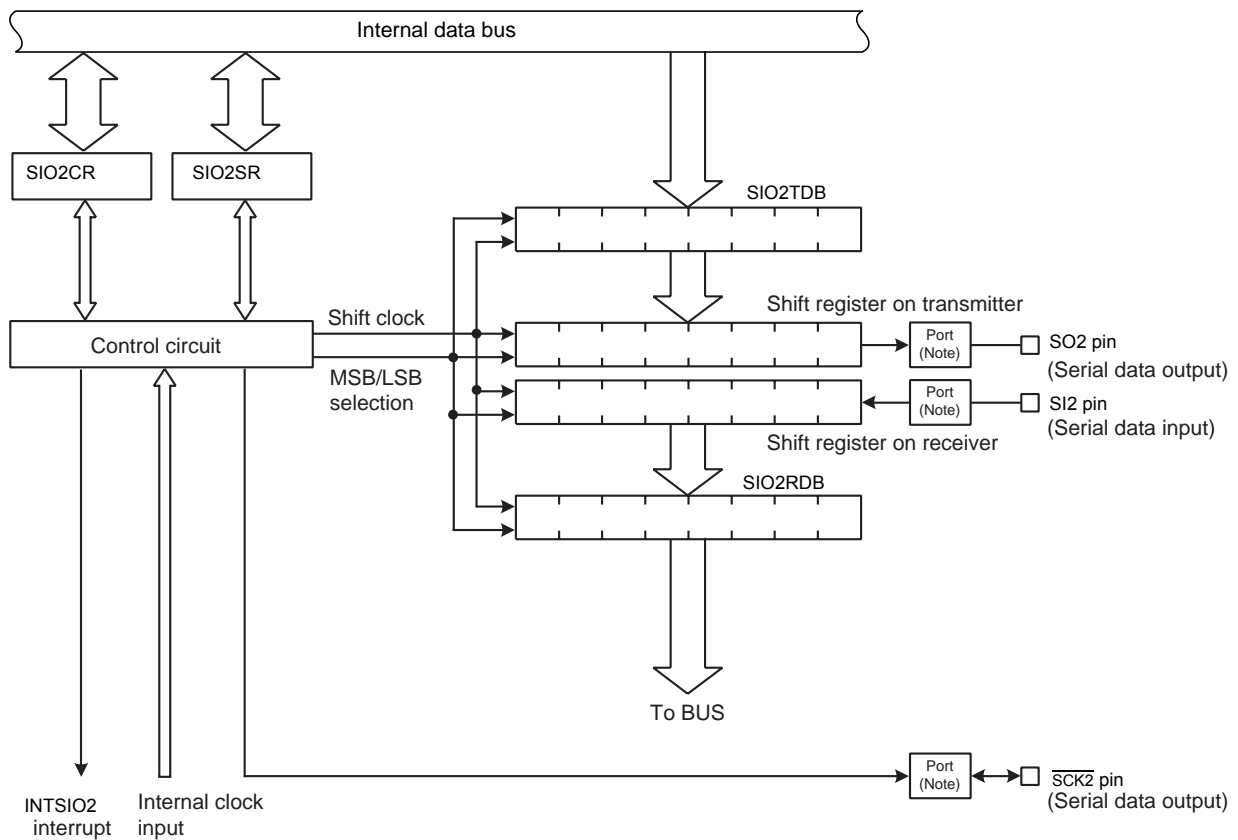 Internal data bus
SIO2CR
SIO2SR
SIO2TDB
Shift register on transmitter
Shift clock
Control circuit
MSB/LSB
selection
Port
(Note)
SO2 pin
(Serial data output)
Port
(Note)
SI2 pin
(Serial data input)
Shift register on receiver
SIO2RDB
To BUS
Port
(Note)
SCK2 pin
(Serial data output)
INTSIO2
interrupt
Internal clock
input